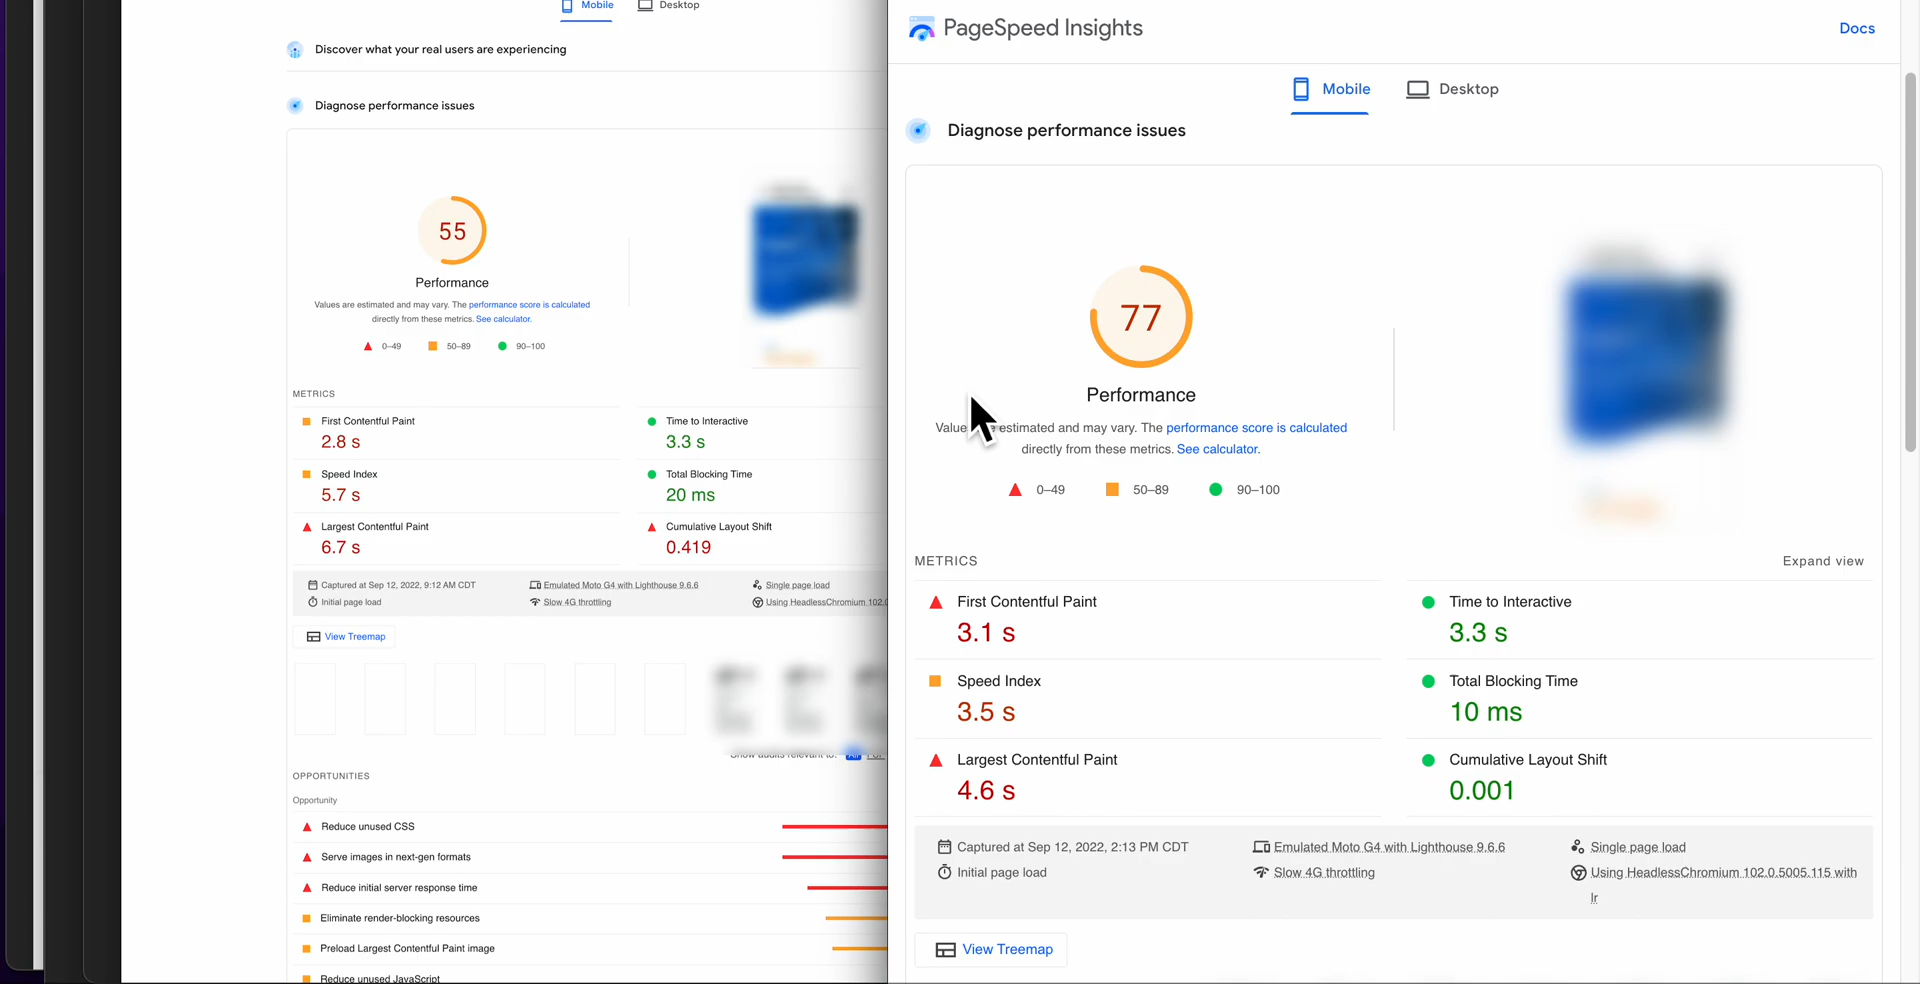 Mobile
Desktop
Discover what your real users are experiencing
Diagnose performance issues
55
Performance
Values are estimated and may vary. The performance score is calculated
directly from these metrics. See calculator.
0–49
50–89
90–100
METRICS
First Contentful Paint
2.8 s
Time to Interactive
3.3 s
Speed Index
5.7 s
Total Blocking Time
20 ms
Largest Contentful Paint
6.7 s
Cumulative Layout Shift
0.419
Captured at Sep 12, 2022, 9:12 AM CDT
Emulated Moto G4 with Lighthouse 9.6.6
Single page load
Initial page load
Slow 4G throttling
Using HeadlessChromium 102.0
View Treemap
Show audits relevant to: All
OPPORTUNITIES
Opportunity
Reduce unused CSS
Serve images in next-gen formats
Reduce initial server response time
Eliminate render-blocking resources
Preload Largest Contentful Paint image
Reduce unused JavaScript
PageSpeed Insights
Docs
Mobile
Desktop
Diagnose performance issues
77
Performance
estimated and may vary. The performance score is calculated
directly from these metrics. See calculator.
0–49
50–89
90–100
METRICS
Expand view
First Contentful Paint
3.1 s
Time to Interactive
3.3 s
Speed Index
3.5 s
Total Blocking Time
10 ms
Largest Contentful Paint
4.6 s
Cumulative Layout Shift
0.001
Captured at Sep 12, 2022, 2:13 PM CDT
Emulated Moto G4 with Lighthouse 9.6.6
Single page load
Initial page load
Slow 4G throttling
Using HeadlessChromium 102.0.5005.115 with
lr
View Treemap